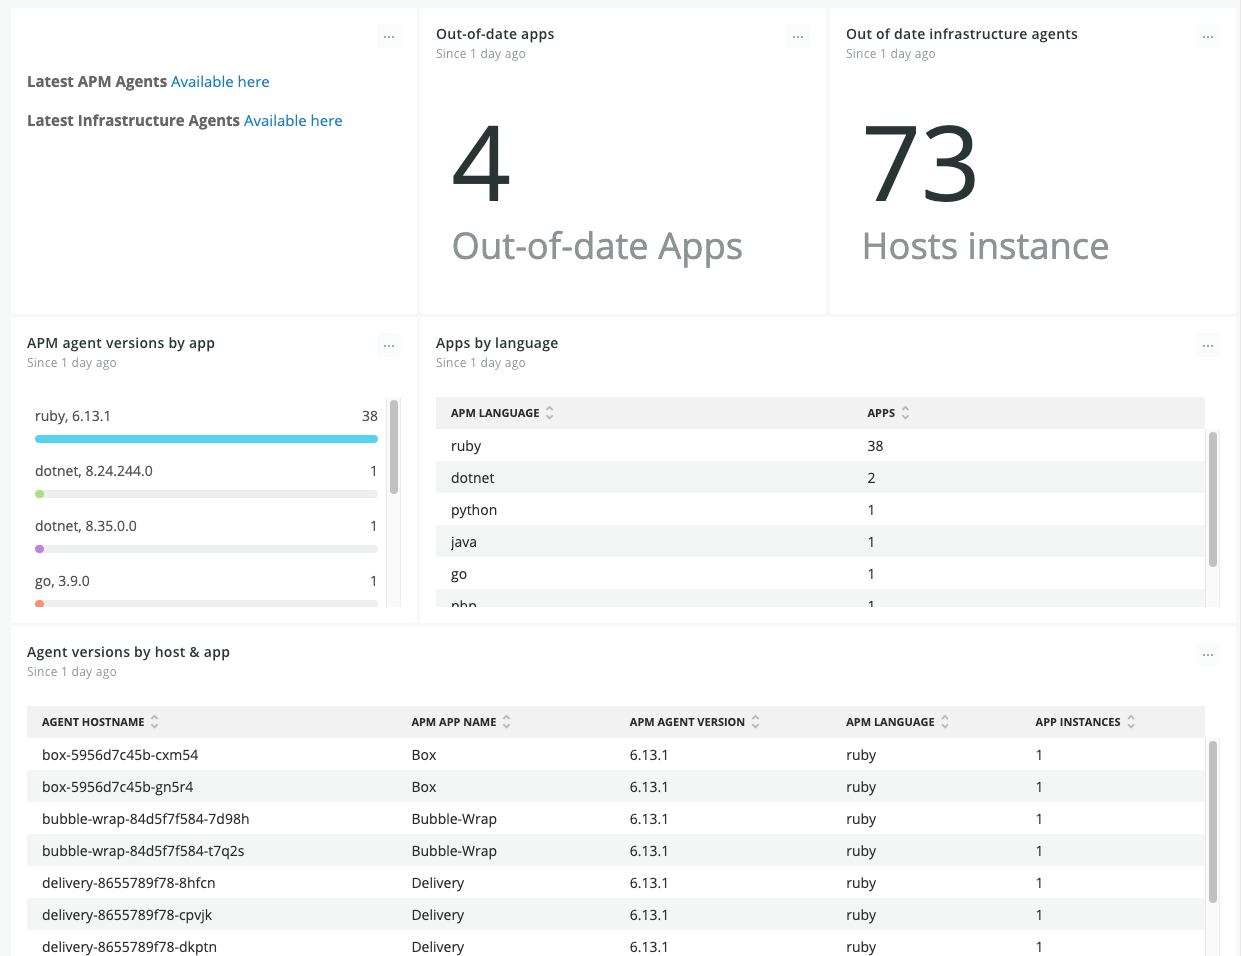 Latest APM Agents Available here
Latest Infrastructure Agents Available here
Out-of-date apps
Since 1 day ago
4
Out-of-date Apps
Out of date infrastructure agents
Since 1 day ago
73
Hosts instance
APM agent versions by app
Since 1 day ago
ruby, 6.13.1 38
dotnet, 8.24.244.0 1
dotnet, 8.35.0.0 1
go, 3.9.0 1
Apps by language
Since 1 day ago
APM LANGUAGE APPS
ruby 38
dotnet 2
python 1
java 1
go 1
php 1
Agent versions by host & app
Since 1 day ago
AGENT HOSTNAME APM APP NAME APM AGENT VERSION APM LANGUAGE APP INSTANCES
box-5956d7c45b-cxm54 Box 6.13.1 ruby 1
box-5956d7c45b-gn5r4 Box 6.13.1 ruby 1
bubble-wrap-84d5f7f584-7d98h Bubble-Wrap 6.13.1 ruby 1
bubble-wrap-84d5f7f584-t7q2s Bubble-Wrap 6.13.1 ruby 1
delivery-8655789f78-8hfcn Delivery 6.13.1 ruby 1
delivery-8655789f78-cpvjk Delivery 6.13.1 ruby 1
delivery-8655789f78-dkptn Delivery 6.13.1 ruby 1